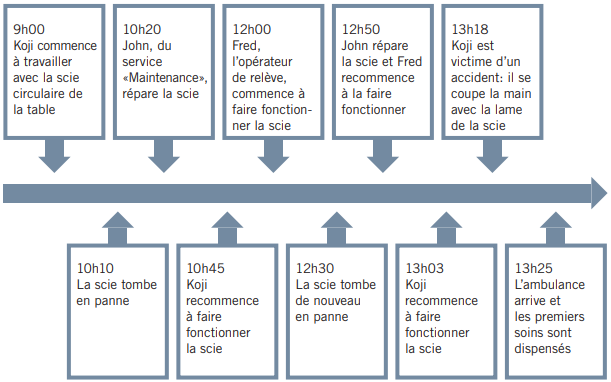 9h00
Koji commence
à travailler
avec la scie
circulaire de
la table
10h20
John, du
service
«Maintenance»,
répare la scie
12h00
Fred,
l’opérateur
de relève,
commence à
faire fonction-
ner la scie
12h50
John répare
la scie et Fred
recommence
à la faire
fonctionner
13h18
Koji est
victime d’un
accident: il se
coupe la main
avec la lame
de la scie
10h10
La scie tombe
en panne
10h45
Koji
recommence
à faire
fonctionner
la scie
12h30
La scie tombe
de nouveau
en panne
13h03
Koji
recommence
à faire
fonctionner
la scie
13h25
L’ambulance
arrive et
les premiers
soins sont
dispensés